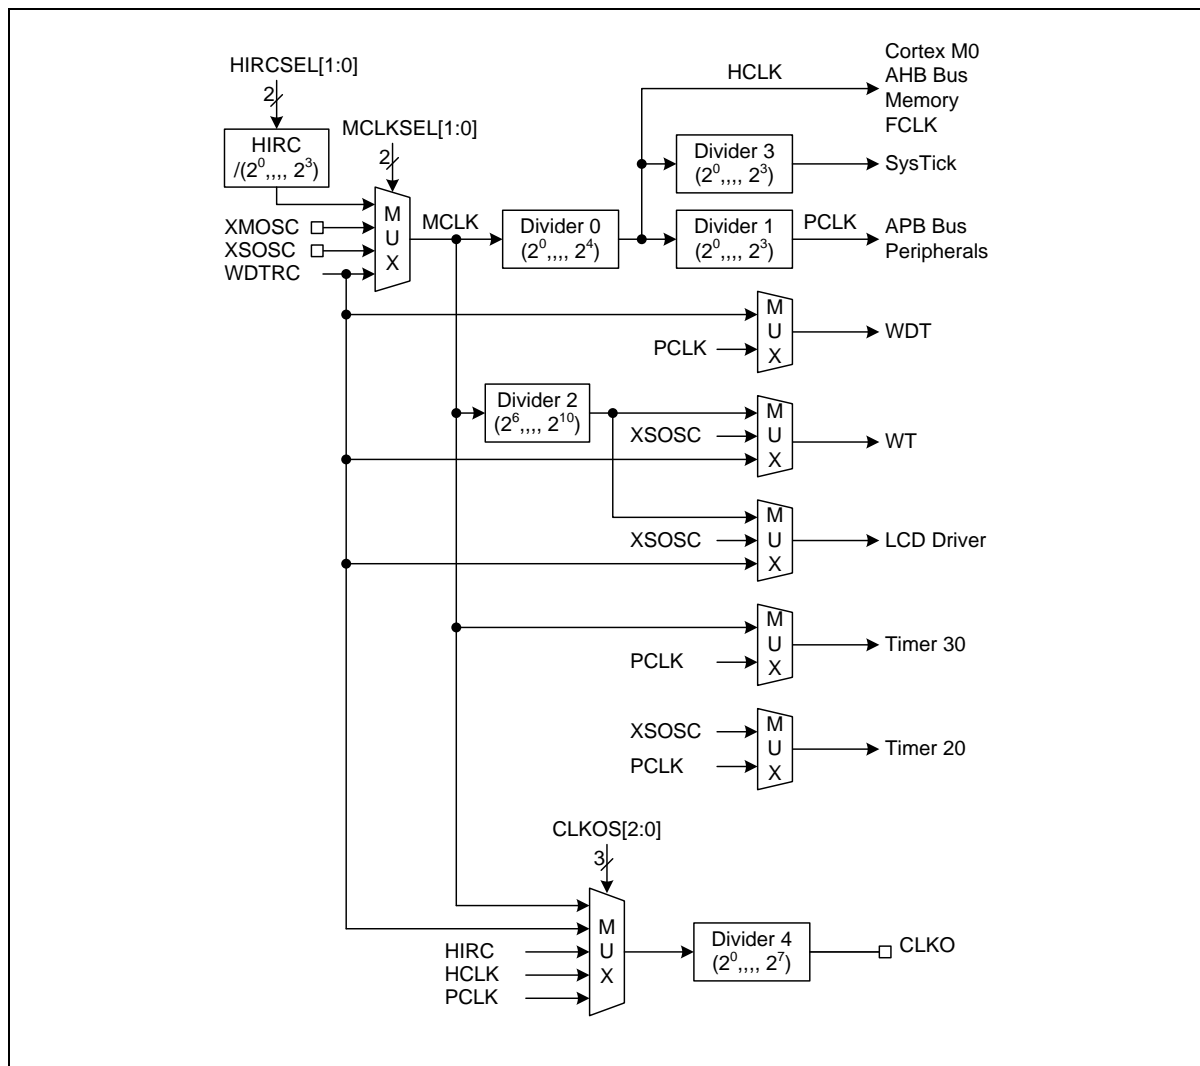 HIRCSEL[1:0]
2
HIRC
/(2⁰,,,, 2³)
MCLKSEL[1:0]
2
XMOSC
XSOSC
WDTRC
M
U
X
MCLK
Divider 0
(2⁰,,,, 2⁴)
HCLK
Cortex M0
AHB Bus
Memory
FCLK
Divider 3
(2⁰,,,, 2³)
SysTick
Divider 1
(2⁰,,,, 2³)
PCLK
APB Bus
Peripherals
PCLK
M
U
X
WDT
Divider 2
(2⁶,,,, 2¹⁰)
XSOSC
M
U
X
WT
XSOSC
M
U
X
LCD Driver
PCLK
M
U
X
Timer 30
XSOSC
PCLK
M
U
X
Timer 20
CLKOS[2:0]
3
HIRC
HCLK
PCLK
M
U
X
Divider 4
(2⁰,,,, 2⁷)
CLKO